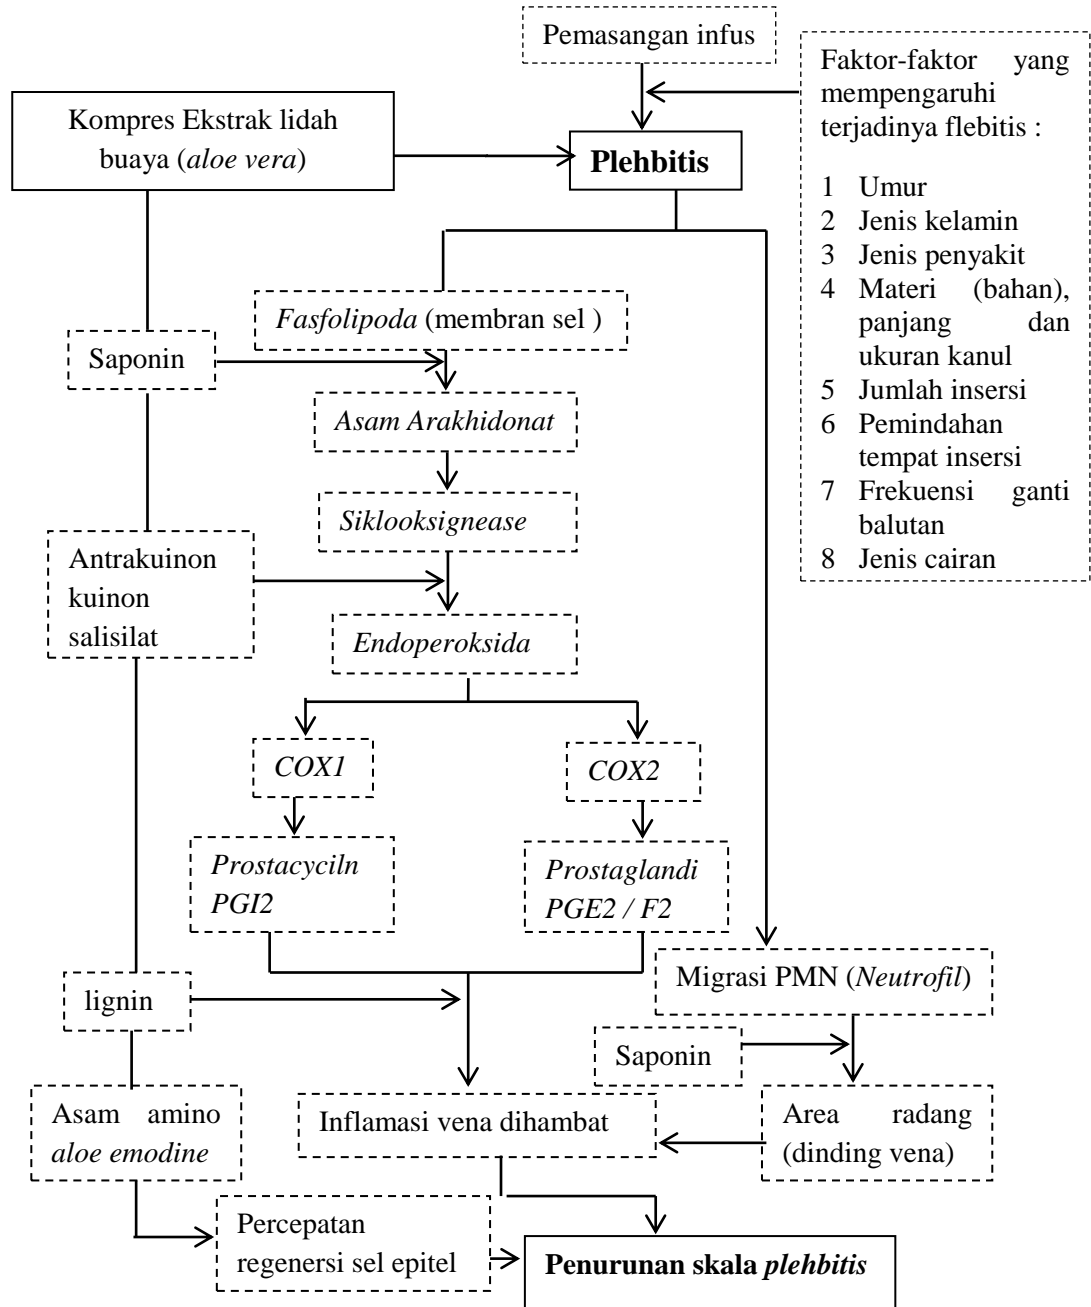 Pemasangan infus
Faktor-faktor yang
mempengaruhi
terjadinya flebitis :
1 Umur
2 Jenis kelamin
3 Jenis penyakit
4 Materi (bahan),
panjang dan
ukuran kanul
5 Jumlah insersi
6 Pemindahan
tempat insersi
7 Frekuensi ganti
balutan
8 Jenis cairan
Kompres Ekstrak lidah
buaya (aloe vera)
Plehbitis
Fasfolipoda (membran sel )
Saponin
Asam Arakhidonat
Siklooksignease
Antrakuinon
kuinon
salisilat
Endoperoksida
COX1
COX2
Prostacyciln
PGI2
Prostaglandi
PGE2 / F2
Migrasi PMN (Neutrofil)
lignin
Saponin
Asam amino
aloe emodine
Inflamasi vena dihambat
Area radang
(dinding vena)
Percepatan
regenersi sel epitel
Penurunan skala plehbitis